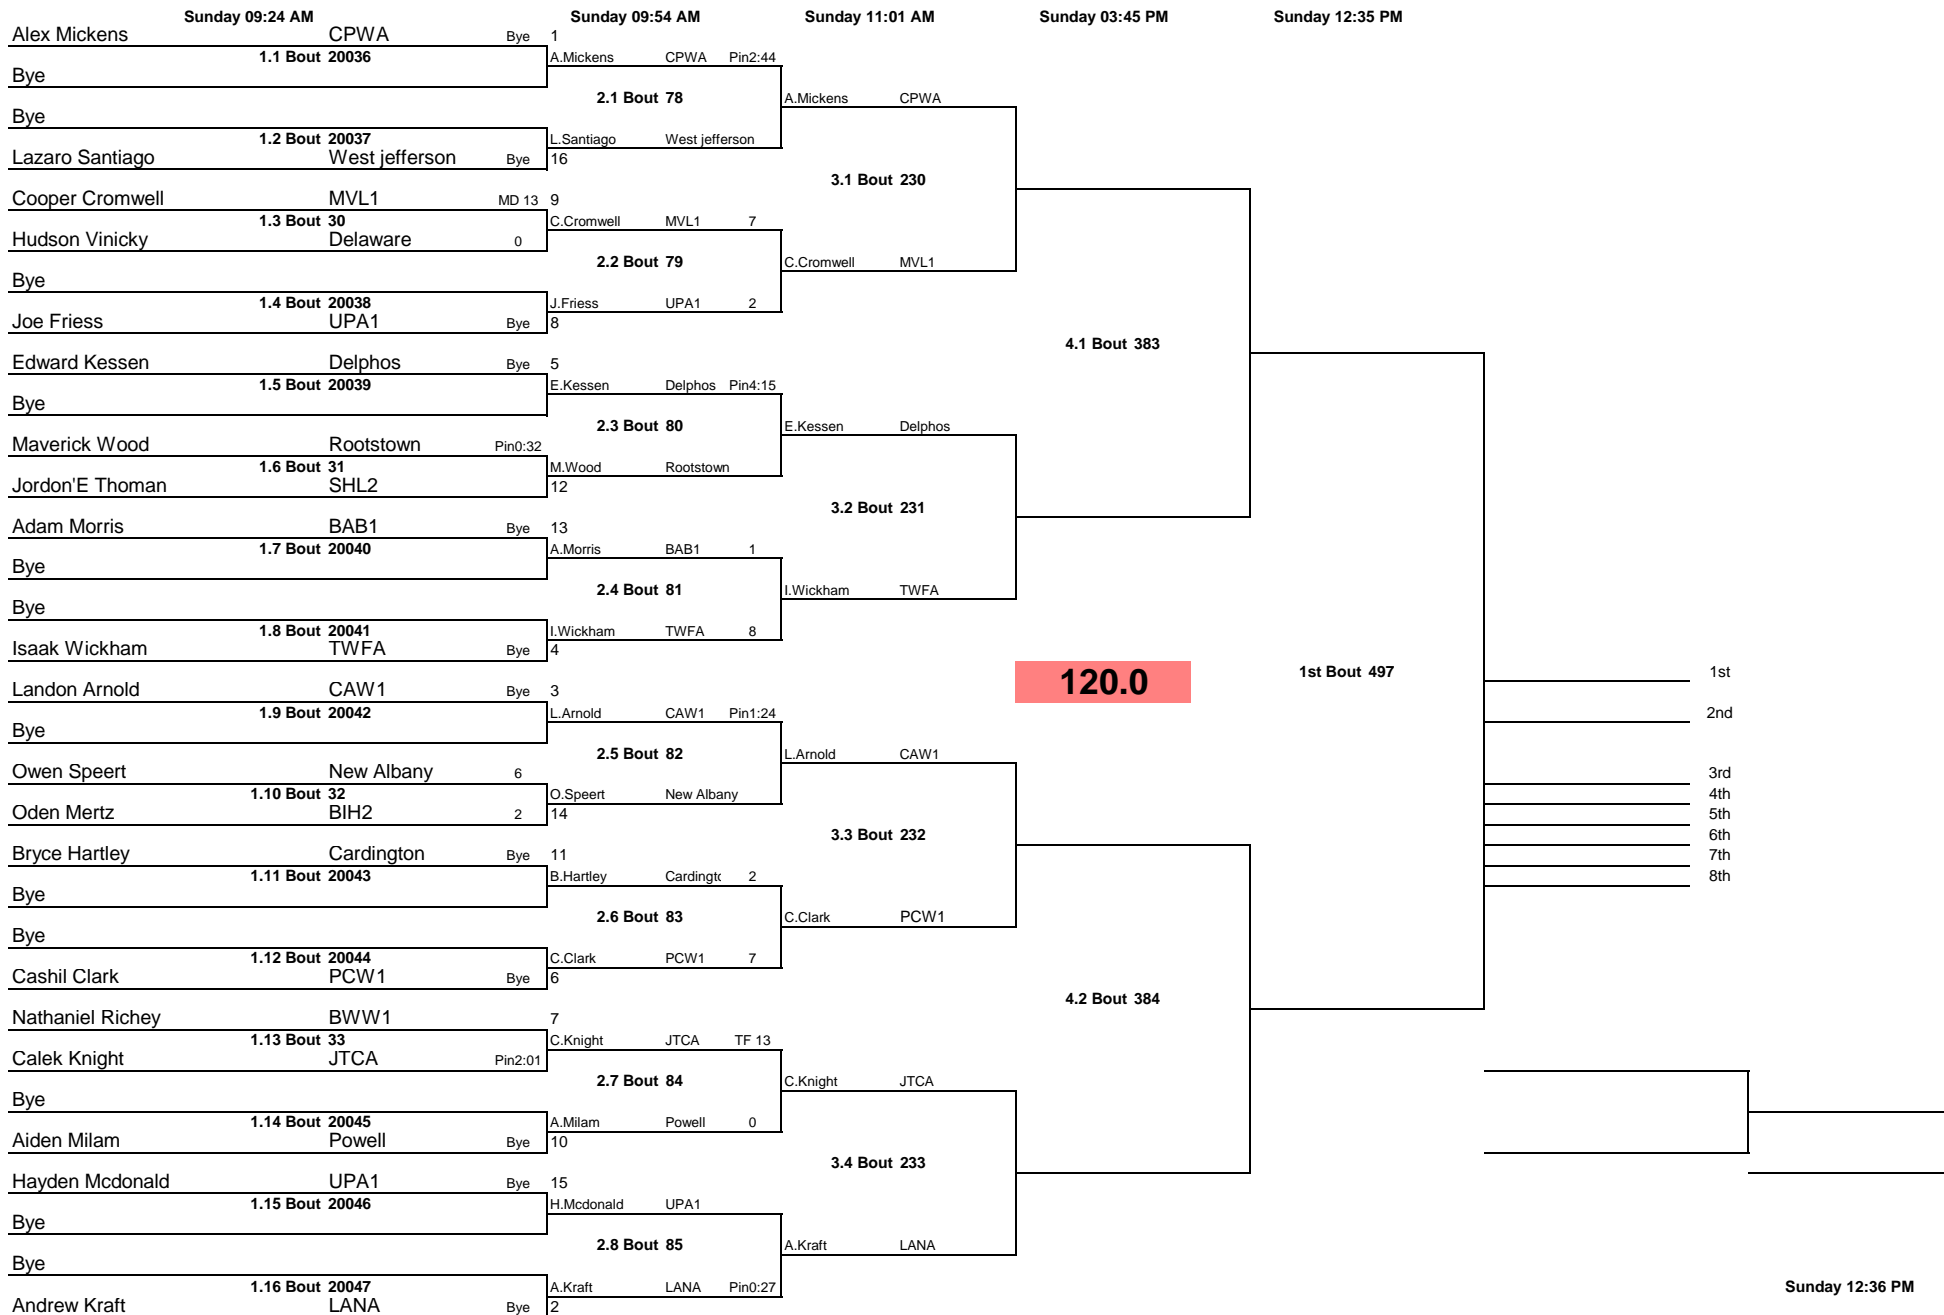 Sunday 09:24 AM Sunday 09:54 AM Sunday 11:01 AM Sunday 03:45 PM Sunday 12:35 PM
Alex Mickens CPWA Bye 1
1.1 Bout 20036 A.Mickens CPWA Pin2:44
Bye
2.1 Bout 78 A.Mickens CPWA
Bye
1.2 Bout 20037 L.Santiago West jefferson
Lazaro Santiago West jefferson Bye 16
3.1 Bout 230
Cooper Cromwell MVL1 MD 13 9
1.3 Bout 30 C.Cromwell MVL1 7
Hudson Vinicky Delaware 0
2.2 Bout 79 C.Cromwell MVL1
Bye
1.4 Bout 20038 J.Friess UPA1 2
Joe Friess UPA1 Bye 8
4.1 Bout 383
Edward Kessen Delphos Bye 5
1.5 Bout 20039 E.Kessen Delphos Pin4:15
Bye
2.3 Bout 80 E.Kessen Delphos
Maverick Wood Rootstown Pin0:32
1.6 Bout 31 M.Wood Rootstown
Jordon'E Thoman SHL2 12
3.2 Bout 231
Adam Morris BAB1 Bye 13
1.7 Bout 20040 A.Morris BAB1 1
Bye
2.4 Bout 81 I.Wickham TWFA
Bye
1.8 Bout 20041 I.Wickham TWFA 8
Isaak Wickham TWFA Bye 4
120.0 1st Bout 497 1st
Landon Arnold CAW1 Bye 3
1.9 Bout 20042 L.Arnold CAW1 Pin1:24 2nd
Bye
2.5 Bout 82 L.Arnold CAW1
Owen Speert New Albany 6 3rd
1.10 Bout 32 O.Speert New Albany 4th
Oden Mertz BIH2 2 14 5th
3.3 Bout 232 6th
Bryce Hartley Cardington Bye 11 7th
1.11 Bout 20043 B.Hartley Cardingtc 2 8th
Bye
2.6 Bout 83 C.Clark PCW1
Bye
1.12 Bout 20044 C.Clark PCW1 7
Cashil Clark PCW1 Bye 6
4.2 Bout 384
Nathaniel Richey BWW1 7
1.13 Bout 33 C.Knight JTCA TF 13
Calek Knight JTCA Pin2:01
2.7 Bout 84 C.Knight JTCA
Bye
1.14 Bout 20045 A.Milam Powell 0
Aiden Milam Powell Bye 10
3.4 Bout 233
Hayden Mcdonald UPA1 Bye 15
1.15 Bout 20046 H.Mcdonald UPA1
Bye
2.8 Bout 85 A.Kraft LANA
Bye
1.16 Bout 20047 A.Kraft LANA Pin0:27 Sunday 12:36 PM
Andrew Kraft LANA Bye 2